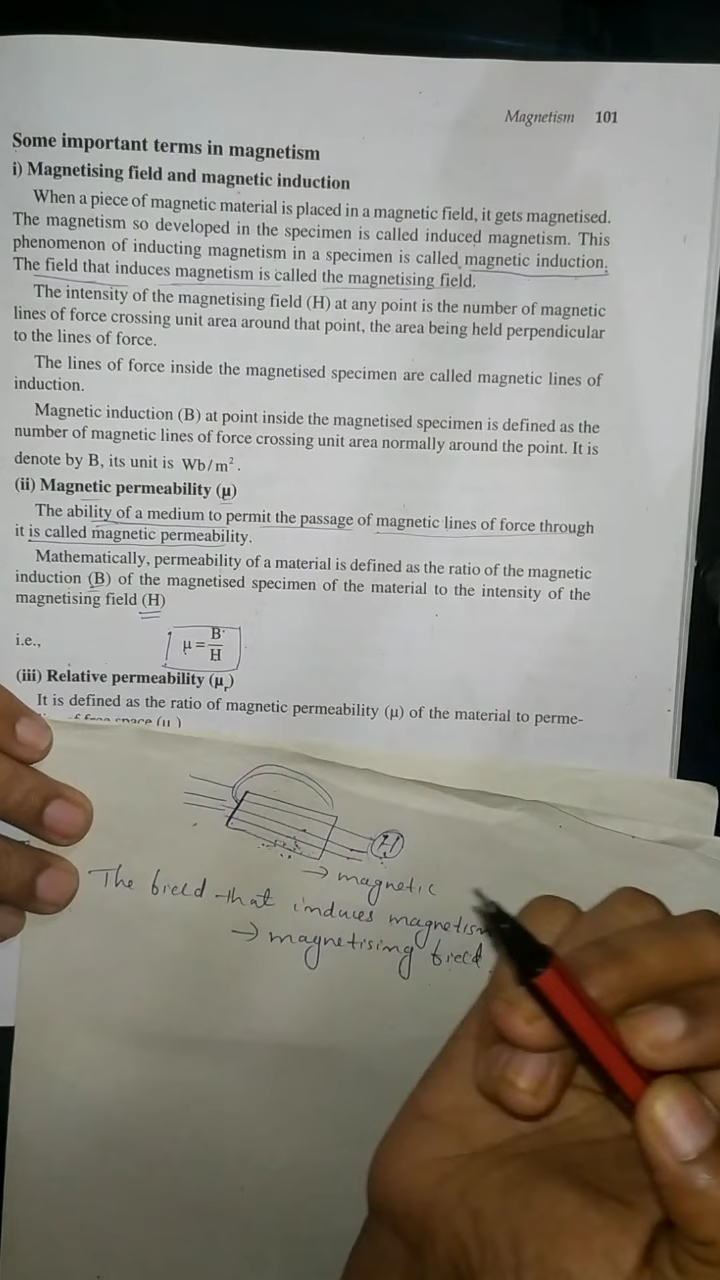 Magnetism 101
Some important terms in magnetism
i) Magnetising field and magnetic induction
When a piece of magnetic material is placed in a magnetic field, it gets magnetised.
The magnetism so developed in the specimen is called induced magnetism. This
phenomenon of inducting magnetism in a specimen is called magnetic induction.
The field that induces magnetism is called the magnetising field.
The intensity of the magnetising field (H) at any point is the number of magnetic
lines of force crossing unit area around that point, the area being held perpendicular
to the lines of force.
The lines of force inside the magnetised specimen are called magnetic lines of
induction.
Magnetic induction (B) at point inside the magnetised specimen is defined as the
number of magnetic lines of force crossing unit area normally around the point. It is
denote by B, its unit is Wb/m².
(ii) Magnetic permeability (μ)
The ability of a medium to permit the passage of magnetic lines of force through
it is called magnetic permeability.
Mathematically, permeability of a material is defined as the ratio of the magnetic
induction (B) of the magnetised specimen of the material to the intensity of the
magnetising field (H)
i.e., μ = B/H
(iii) Relative permeability (μr)
It is defined as the ratio of magnetic permeability (μ) of the material to perme-
H
→ magnetic
The field that induces magnetism
→ magnetising field